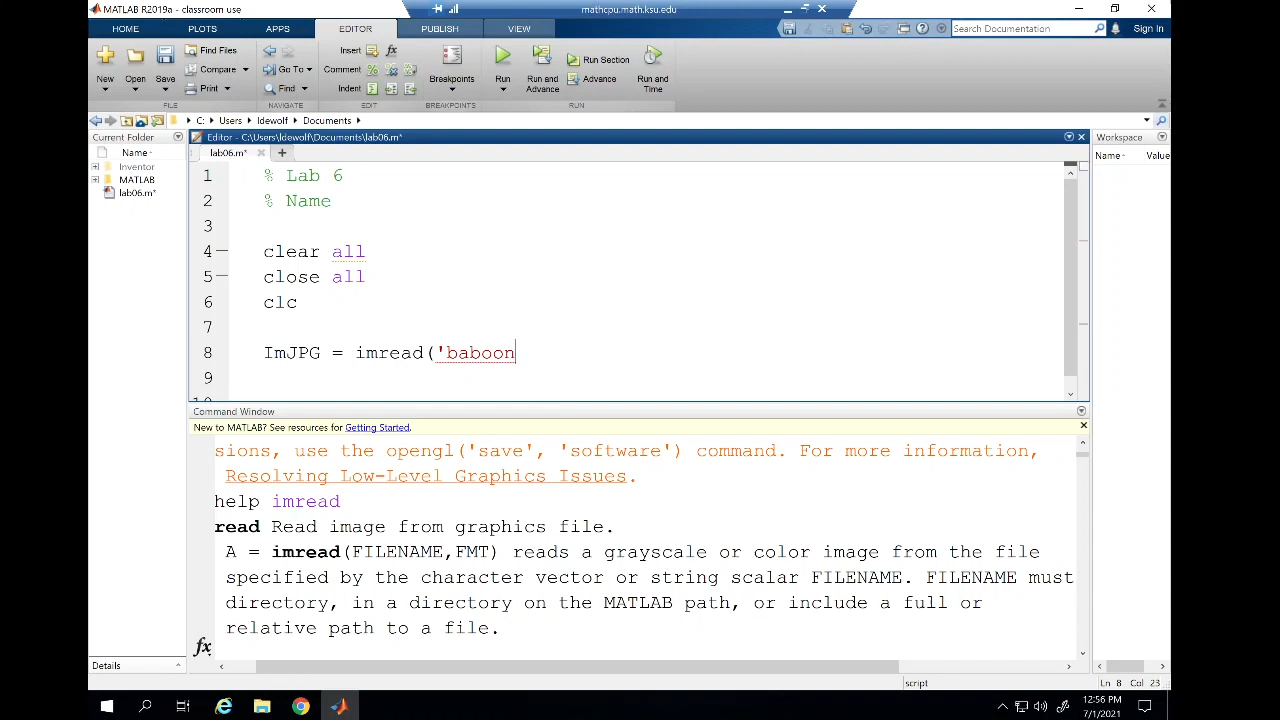 MATLAB R2019a - classroom use
mathcpu.math.ksu.edu
HOME PLOTS APPS EDITOR PUBLISH VIEW
Search Documentation
Sign In
New Open Save
Find Files
Compare
Print
Go To
Find
Insert fx
Comment
Indent
Breakpoints
Run
Run and Advance
Run Section
Advance
Run and Time
FILE NAVIGATE EDIT BREAKPOINTS RUN
C: Users ldewolf Documents
Current Folder
Name
Inventor
MATLAB
lab06.m*
Details
Editor - C:\Users\ldewolf\Documents\lab06.m*
lab06.m*
1 % Lab 6
2 % Name
3
4 clear all
5 close all
6 clc
7
8 ImJPG = imread('baboon
9
10
Command Window
New to MATLAB? See resources for Getting Started.
sions, use the opengl('save', 'software') command. For more information,
Resolving Low-Level Graphics Issues.
help imread
read Read image from graphics file.
A = imread(FILENAME,FMT) reads a grayscale or color image from the file
specified by the character vector or string scalar FILENAME. FILENAME must
directory, in a directory on the MATLAB path, or include a full or
relative path to a file.
fx
Workspace
Name Value
script
Ln 8 Col 23
12:56 PM
7/1/2021